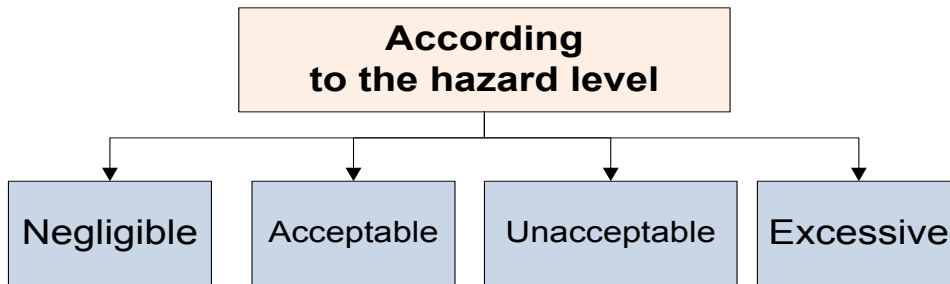 According
to the hazard level
Negligible
Acceptable
Unacceptable
Excessive